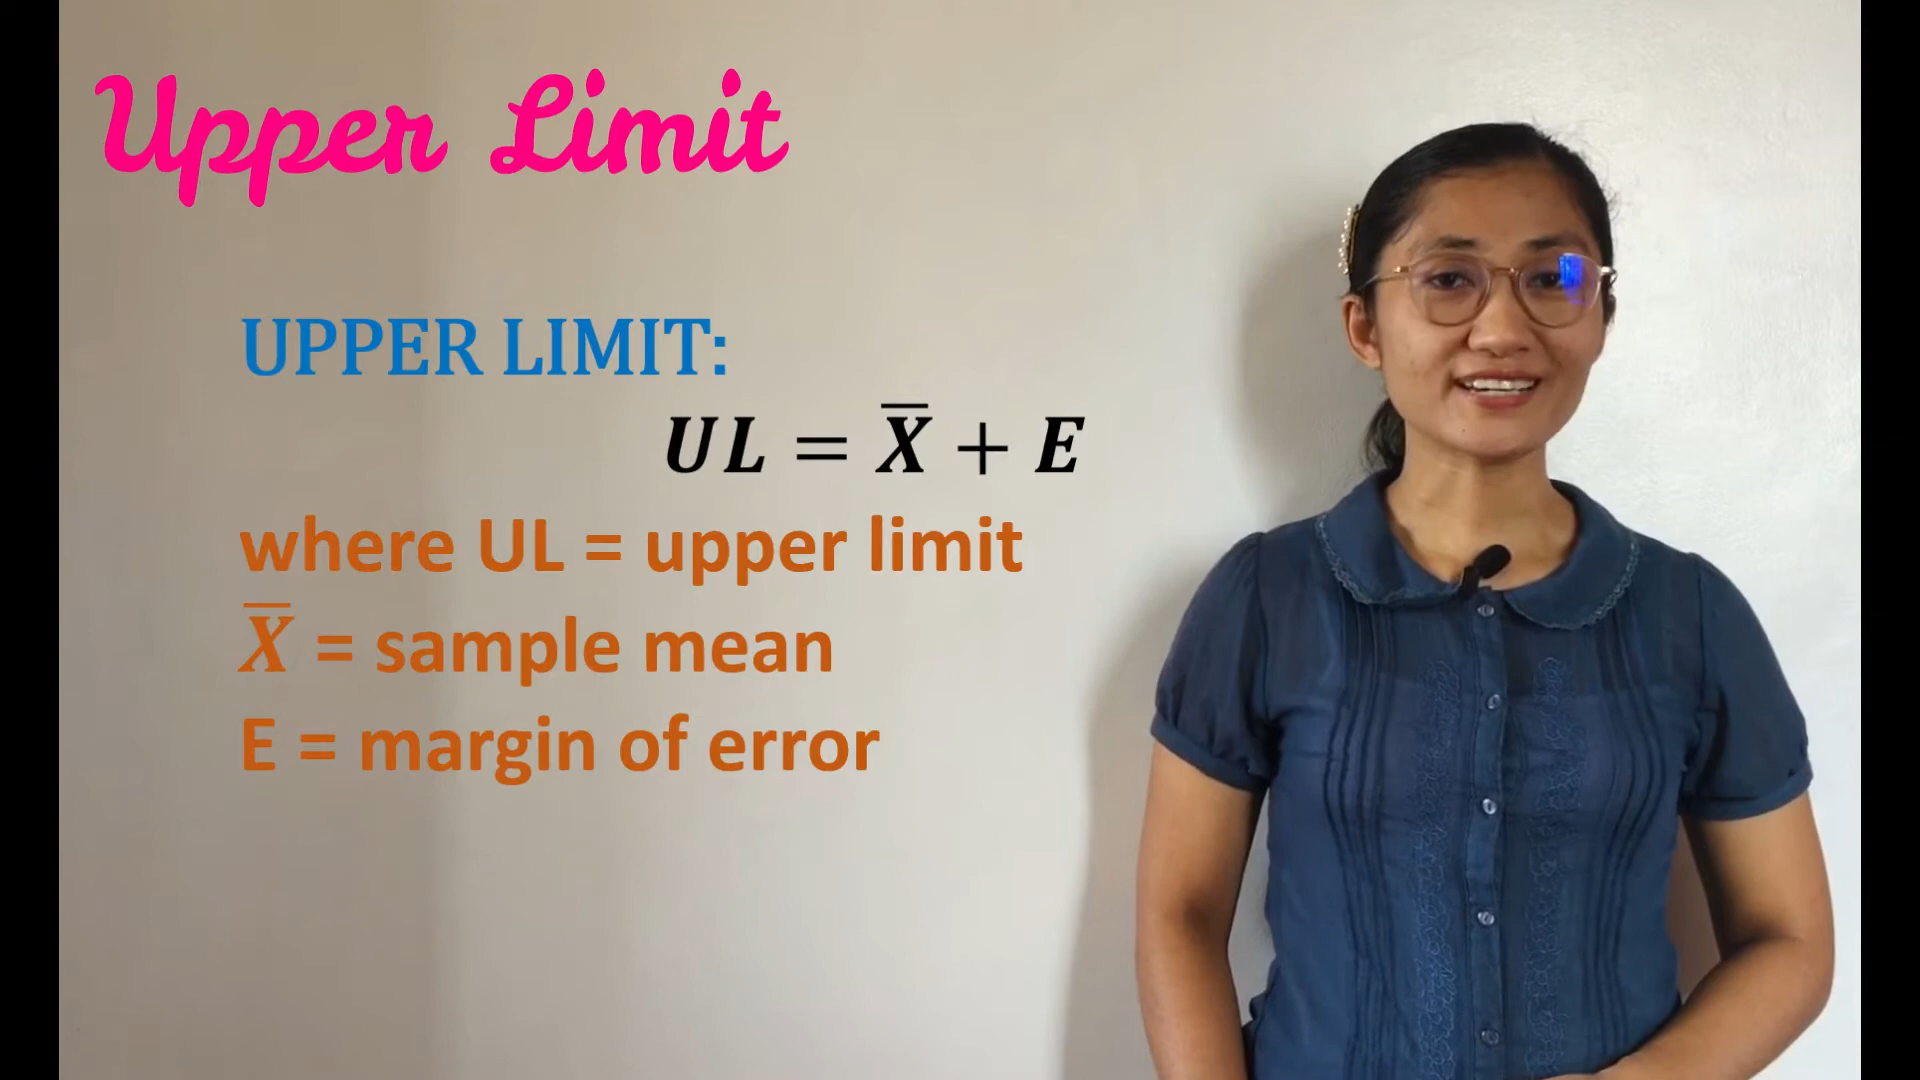 Upper Limit
UPPER LIMIT:
UL = X̅ + E
where UL = upper limit
X̅ = sample mean
E = margin of error